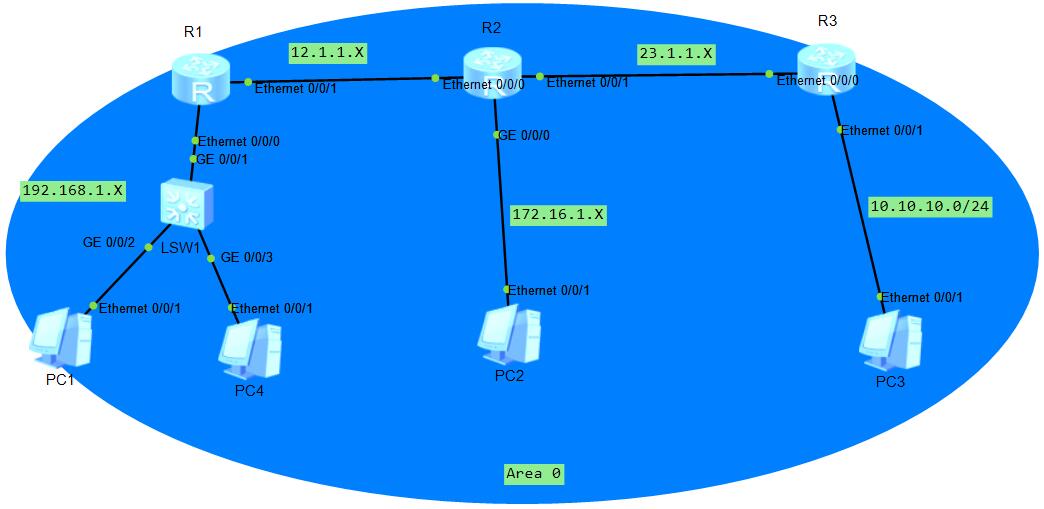 R1
R2
R3
12.1.1.X
23.1.1.X
Ethernet 0/0/1
Ethernet 0/0/0
Ethernet 0/0/1
Ethernet 0/0/0
R
R
R
Ethernet 0/0/0
GE 0/0/0
Ethernet 0/0/1
GE 0/0/1
192.168.1.X
172.16.1.X
10.10.10.0/24
GE 0/0/2
LSW1
GE 0/0/3
Ethernet 0/0/1
Ethernet 0/0/1
Ethernet 0/0/1
Ethernet 0/0/1
PC1
PC4
PC2
PC3
Area 0